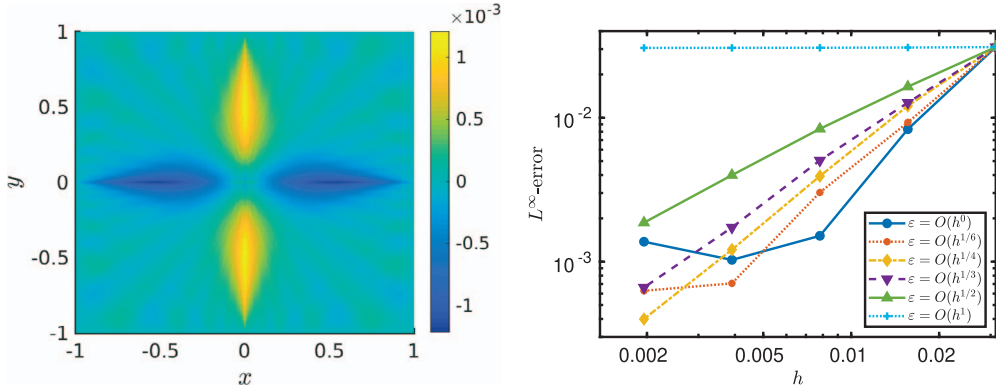 ×10⁻³
1
0.5
0
-0.5
-1
y
-1
-0.5
0
0.5
1
x
1
0.5
0
-0.5
-1
L^∞-error
10⁻²
10⁻³
0.002
0.005
0.01
0.02
h
ε = O(h⁰)
ε = O(h^{1/6})
ε = O(h^{1/4})
ε = O(h^{1/3})
ε = O(h^{1/2})
ε = O(h¹)